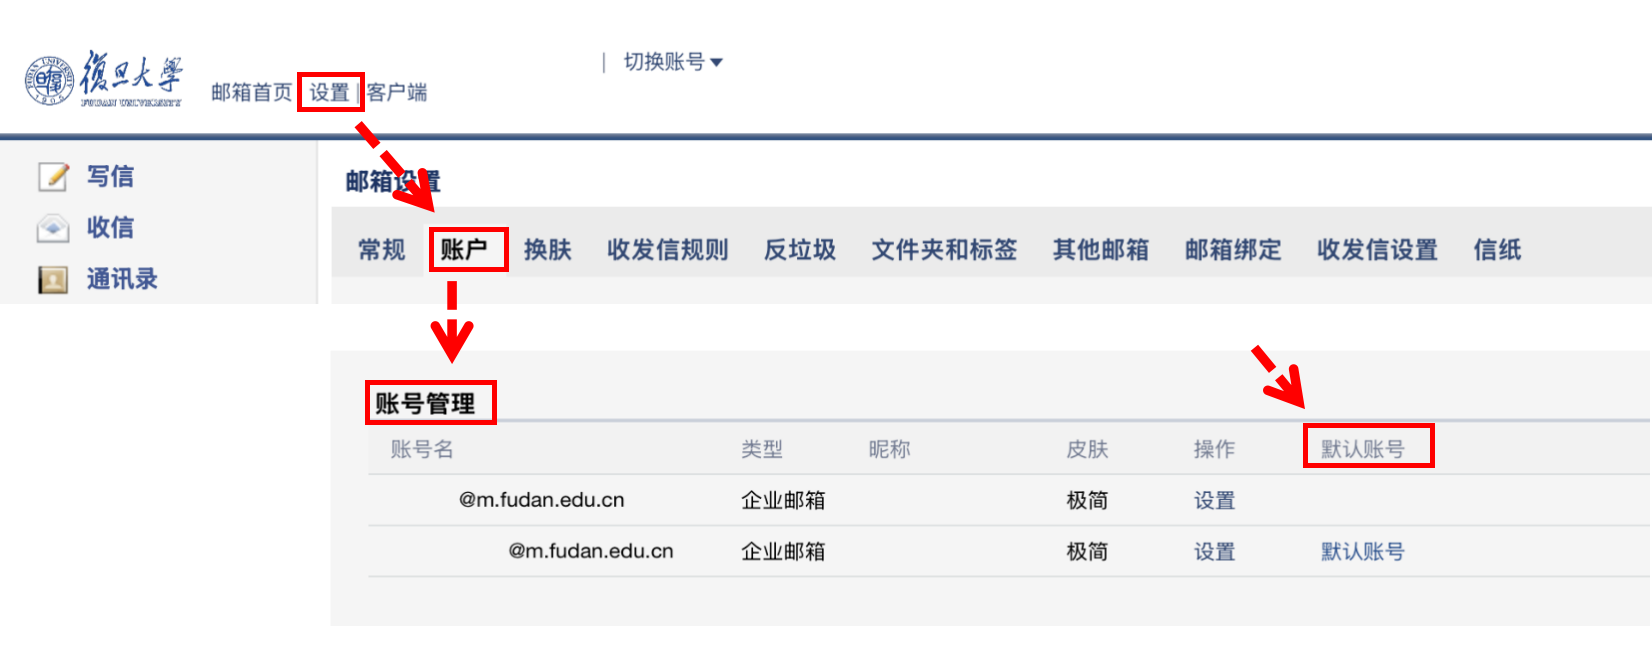 | 切换账号
復旦大學
FUDAN UNIVERSITY
1905
邮箱首页 设置 | 客户端
写信
收信
通讯录
邮箱设置
常规 账户 换肤 收发信规则 反垃圾 文件夹和标签 其他邮箱 邮箱绑定 收发信设置 信纸
账号管理
账号名 类型 昵称 皮肤 操作 默认账号
@m.fudan.edu.cn 企业邮箱 极简 设置
@m.fudan.edu.cn 企业邮箱 极简 设置 默认账号